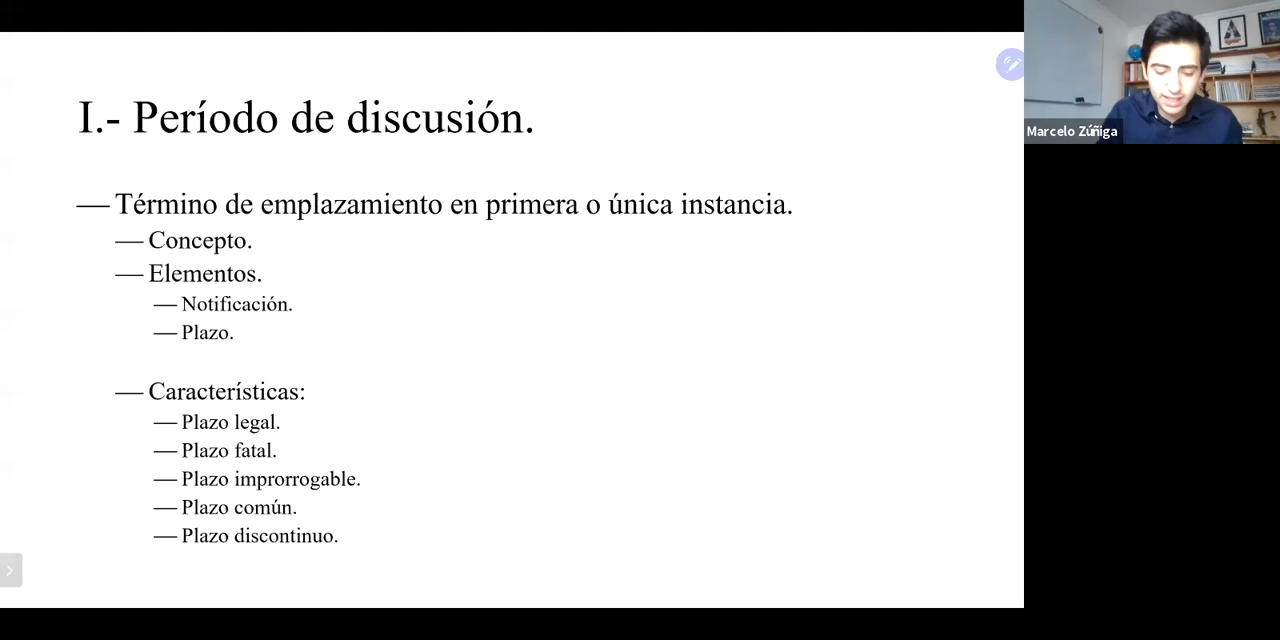 I.- Período de discusión.
— Término de emplazamiento en primera o única instancia.
— Concepto.
— Elementos.
— Notificación.
— Plazo.
— Características:
— Plazo legal.
— Plazo fatal.
— Plazo improrrogable.
— Plazo común.
— Plazo discontinuo.
Marcelo Zúñiga